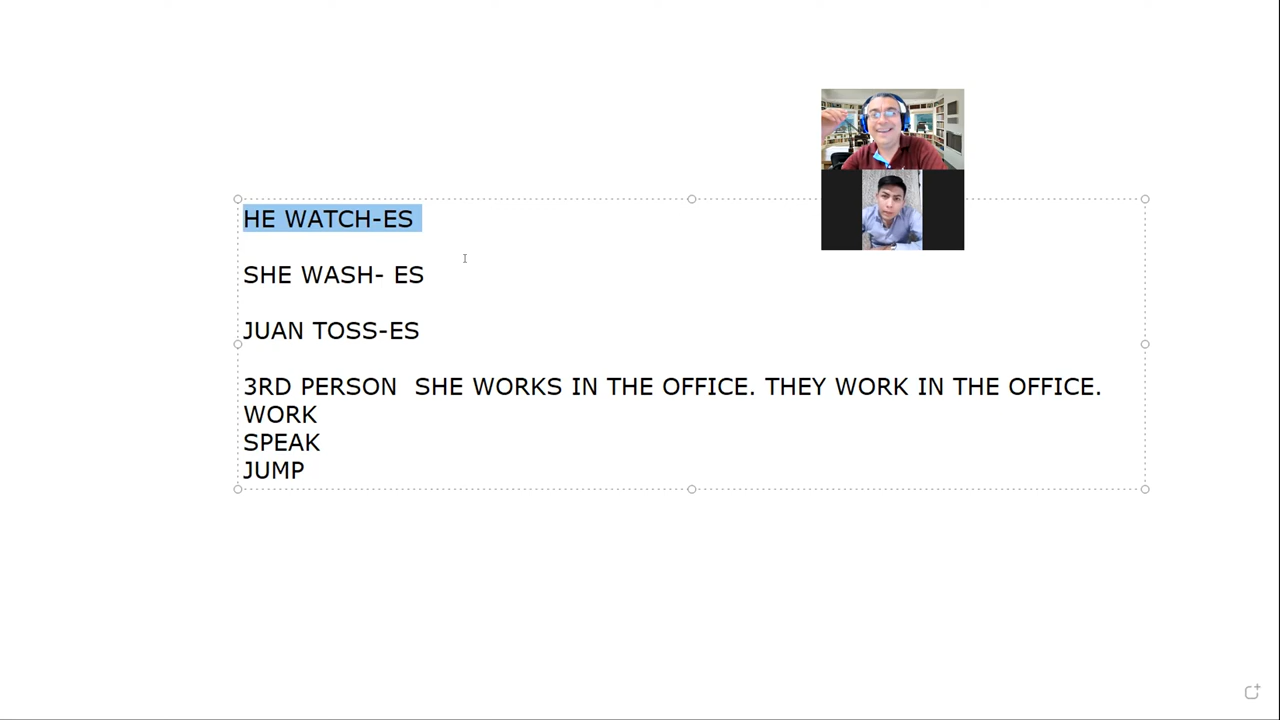 HE WATCH-ES
SHE WASH- ES
JUAN TOSS-ES
3RD PERSON  SHE WORKS IN THE OFFICE. THEY WORK IN THE OFFICE.
WORK
SPEAK
JUMP